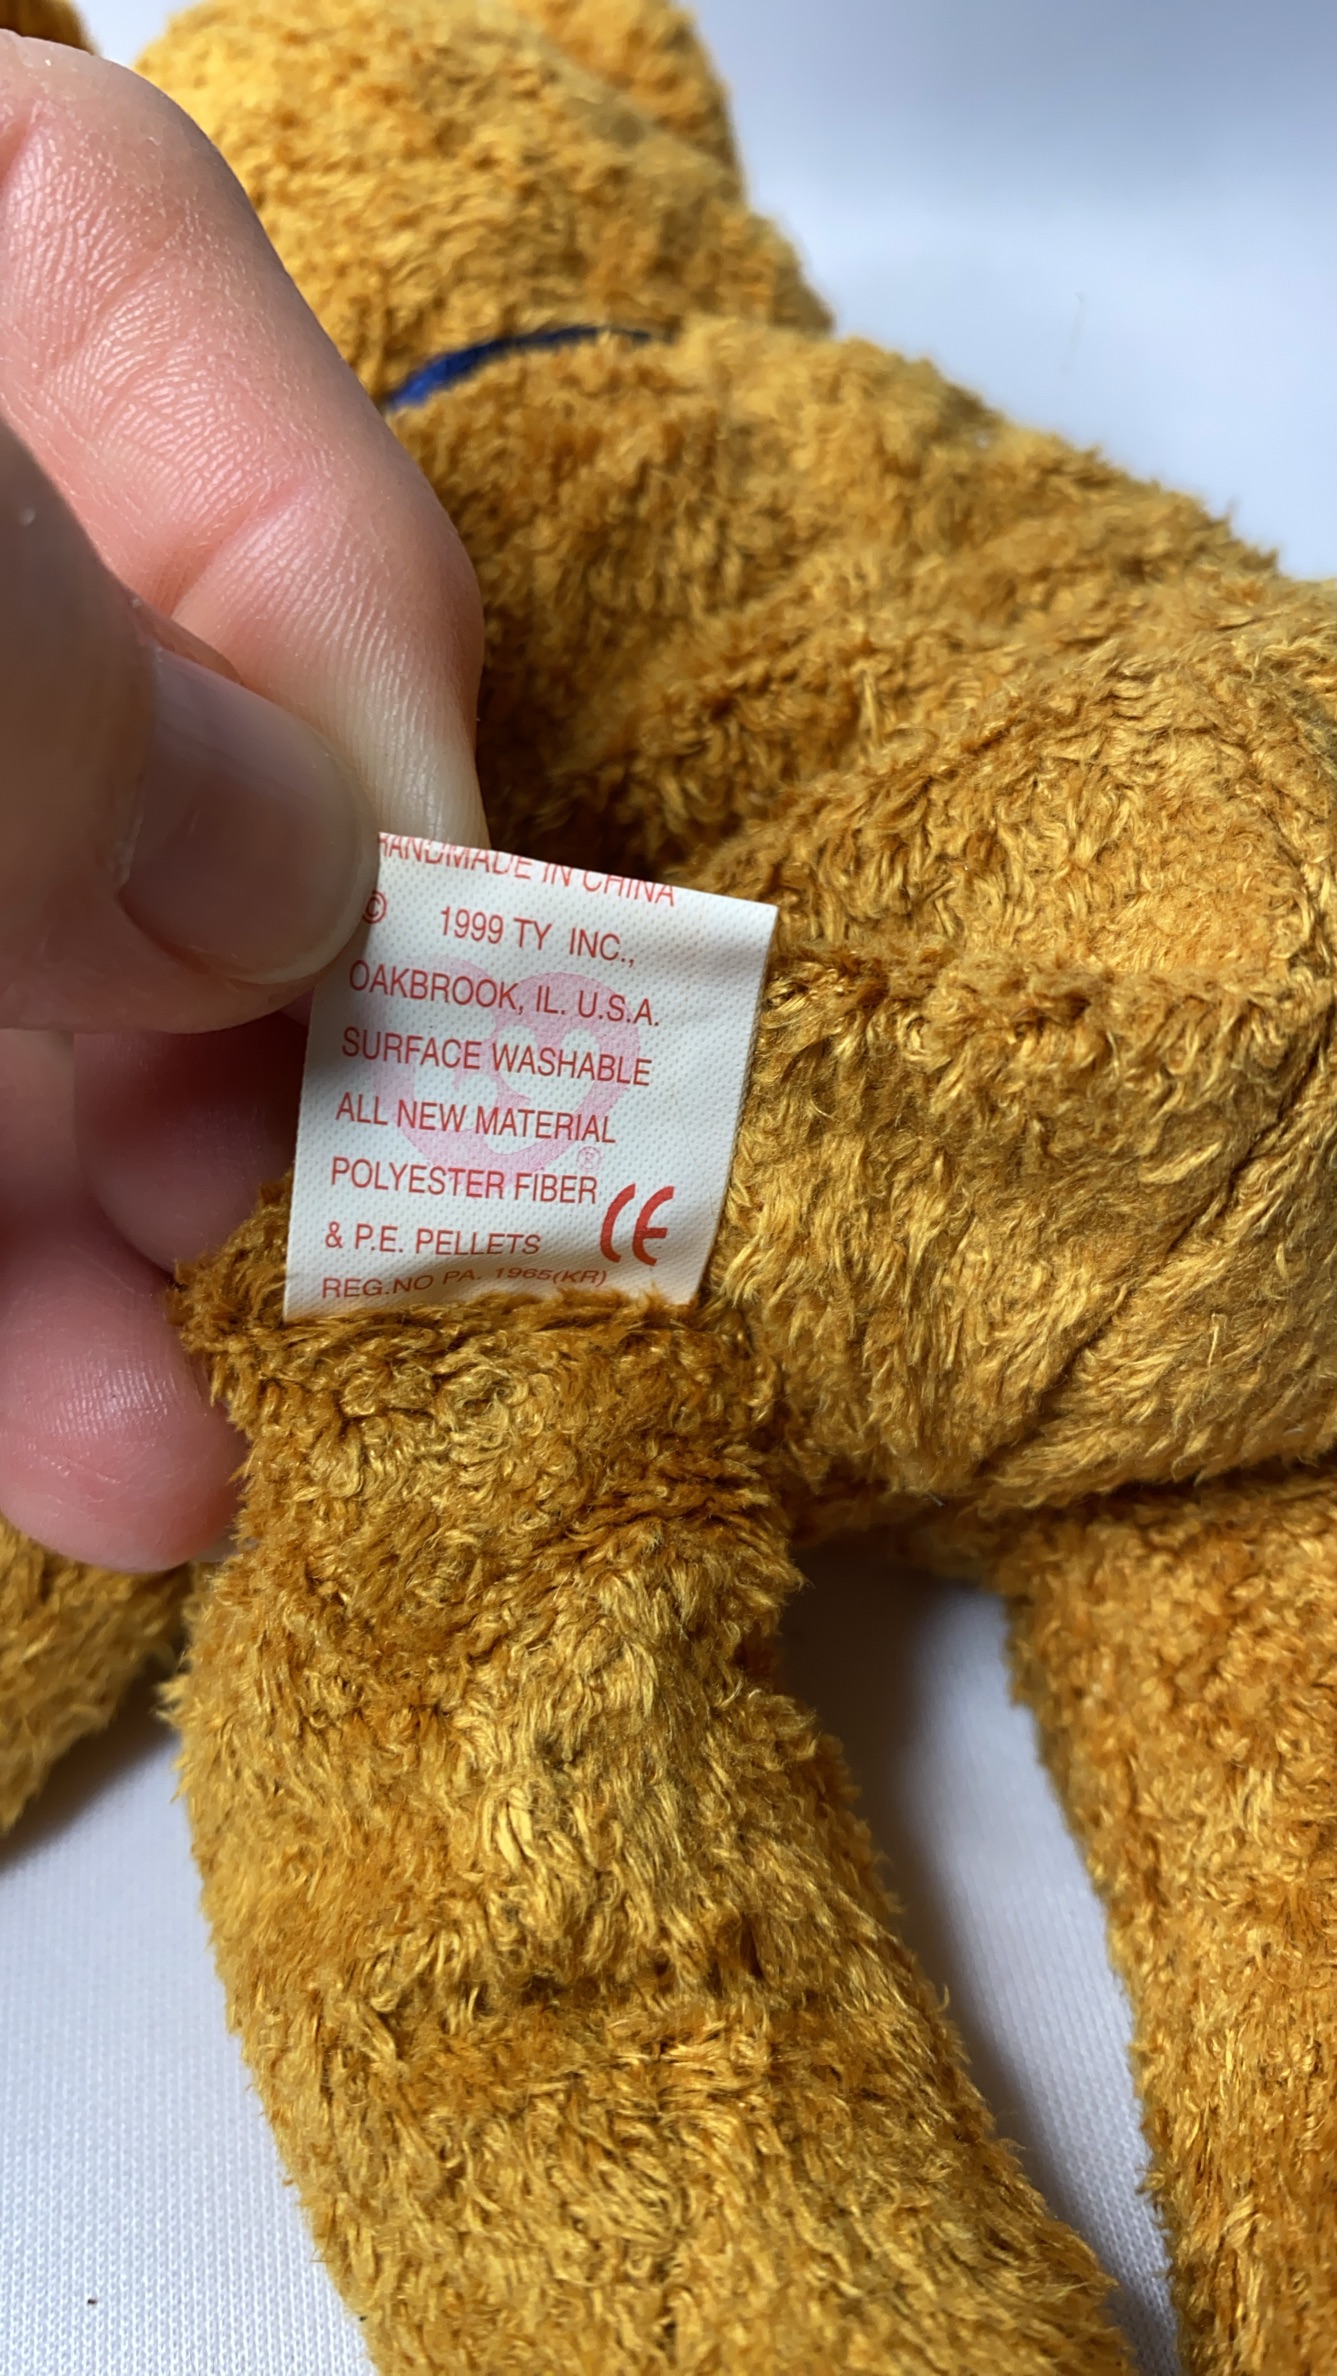 HANDMADE IN CHINA
© 1999 TY INC.,
OAKBROOK, IL. U.S.A.
SURFACE WASHABLE
ALL NEW MATERIAL
POLYESTER FIBER
& P.E. PELLETS CE
REG.NO PA. 1965(KR)
®